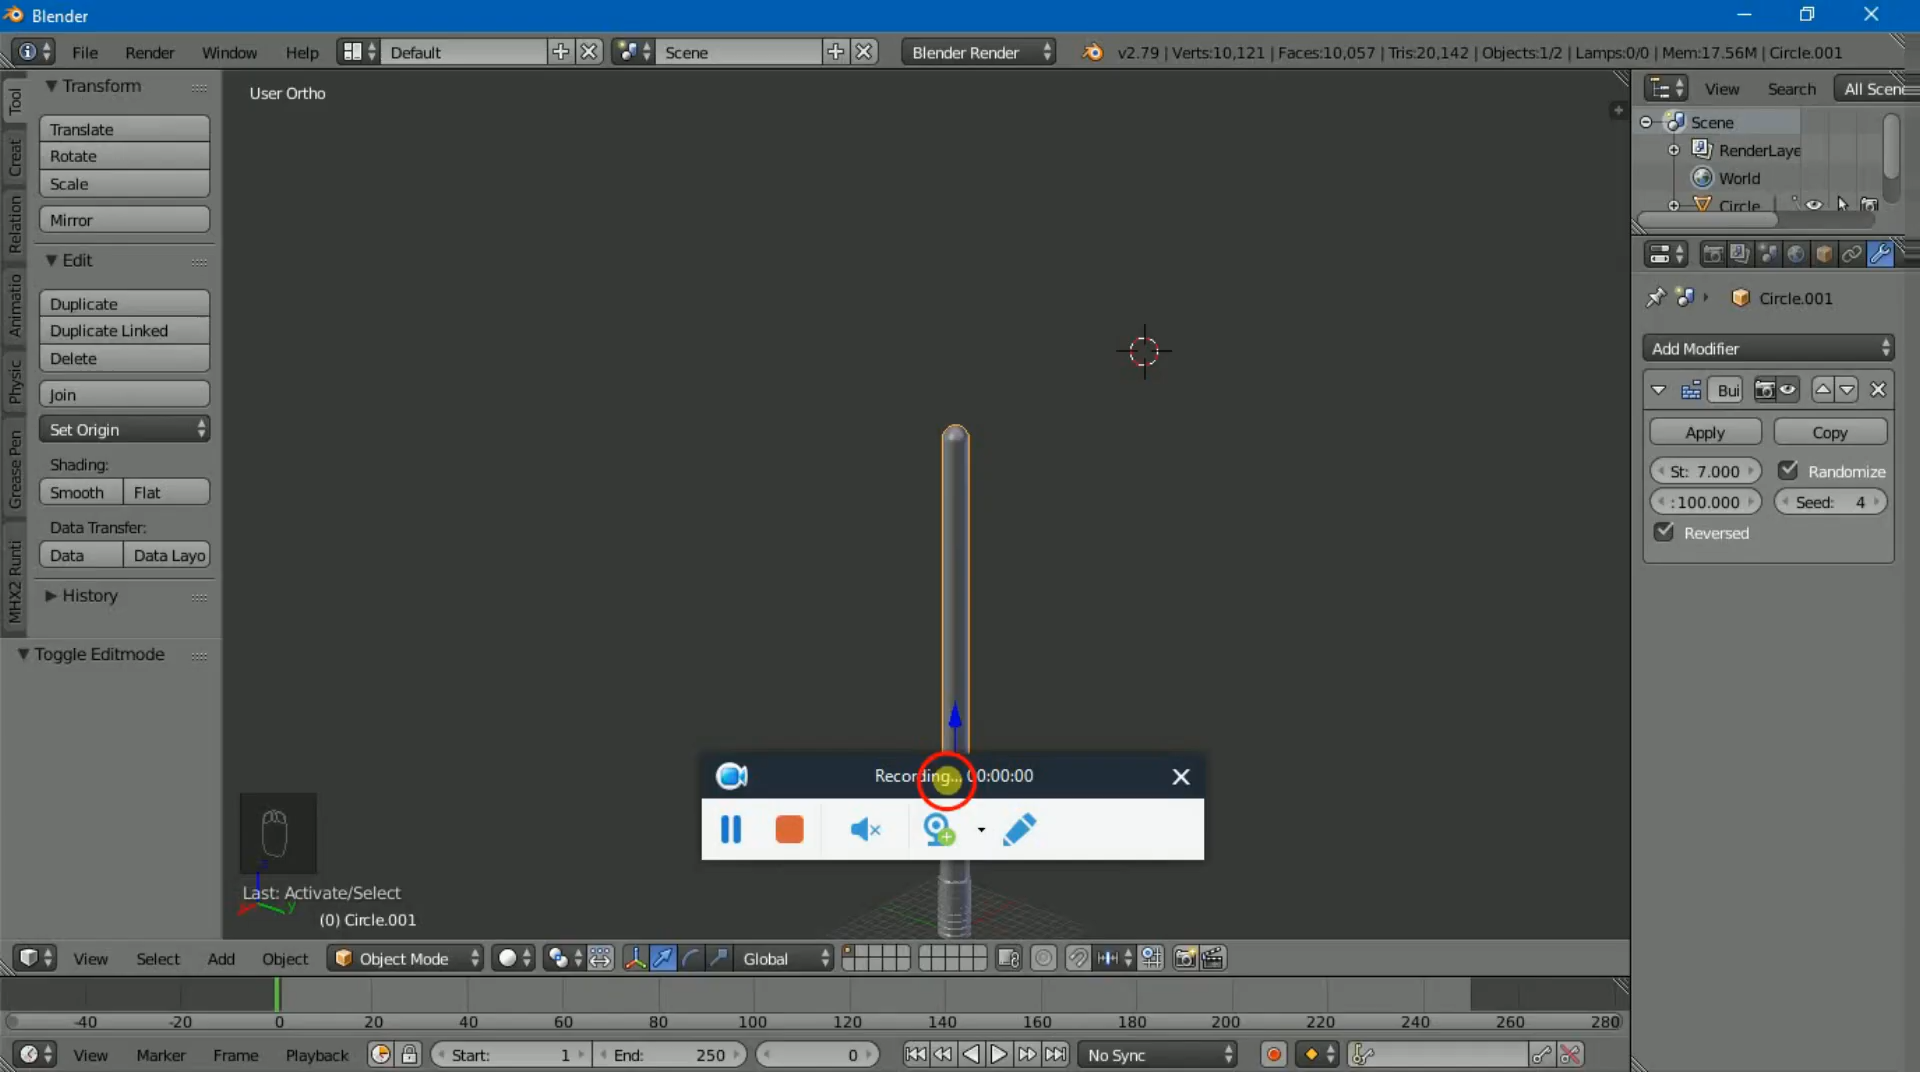 Blender
File Render Window Help Default Scene Blender Render v2.79 | Verts:10,121 | Faces:10,057 | Tris:20,142 | Objects:1/2 | Lamps:0/0 | Mem:17.56M | Circle.001
Tool
Creat
Relation
Animatio
Physic
Grease Pen
MHX2 Runti
Transform
Translate
Rotate
Scale
Mirror
Edit
Duplicate
Duplicate Linked
Delete
Join
Set Origin
Shading:
Smooth Flat
Data Transfer:
Data Data Layo
History
Toggle Editmode
User Ortho
Recording... 00:00:00
Last: Activate/Select
(0) Circle.001
View Search All Scen
Scene
RenderLaye
World
Circle
Circle.001
Add Modifier
Bui
Apply Copy
St: 7.000 Randomize
:100.000 Seed: 4
Reversed
View Select Add Object Object Mode Global
-40 -20 0 20 40 60 80 100 120 140 160 180 200 220 240 260 280
View Marker Frame Playback Start: 1 End: 250 0 No Sync